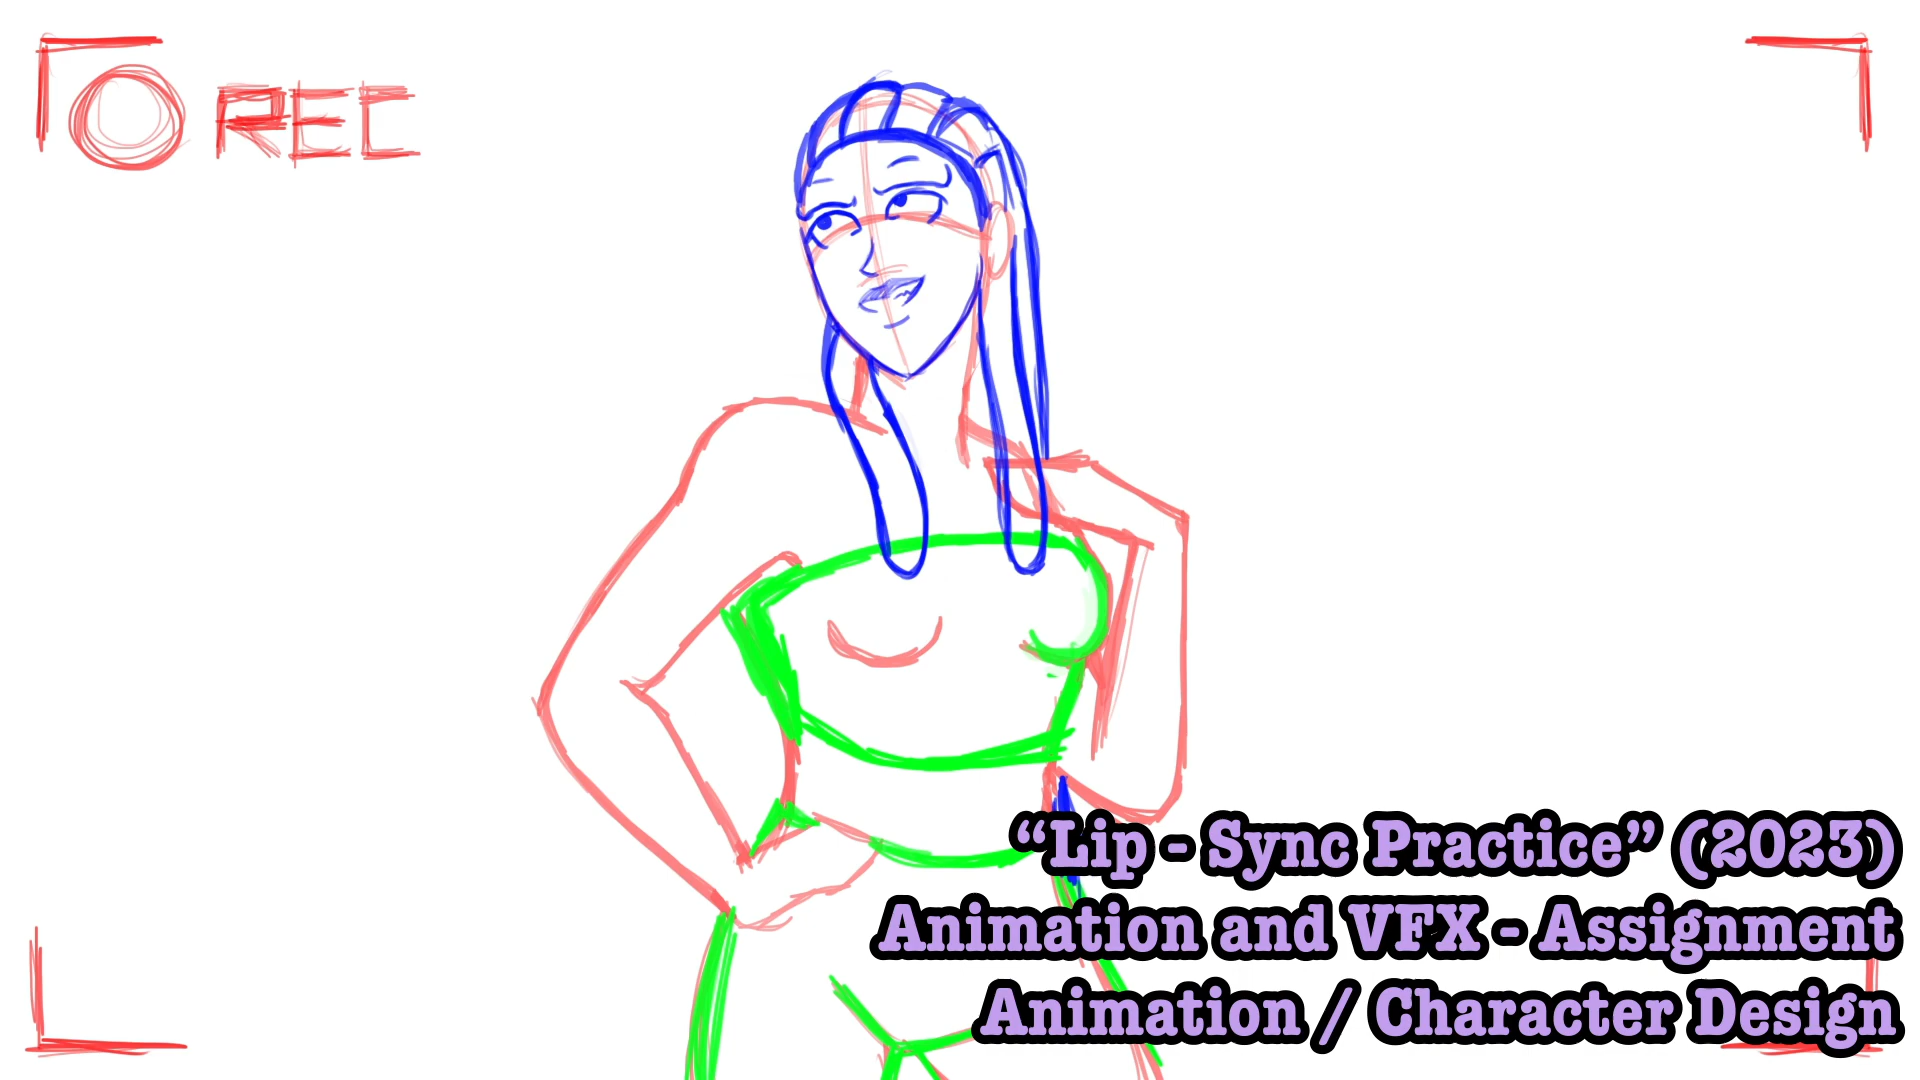 REC
“Lip - Sync Practice” (2023)
Animation and VFX - Assignment
Animation / Character Design